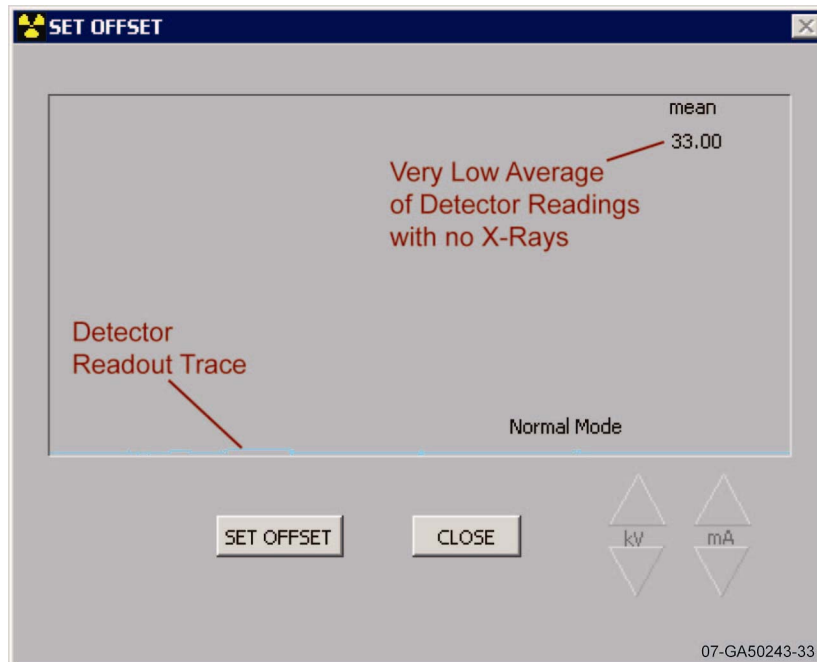 SET OFFSET
mean
33.00
Very Low Average
of Detector Readings
with no X-Rays
Detector
Readout Trace
Normal Mode
SET OFFSET
CLOSE
kV
mA
07-GA50243-33